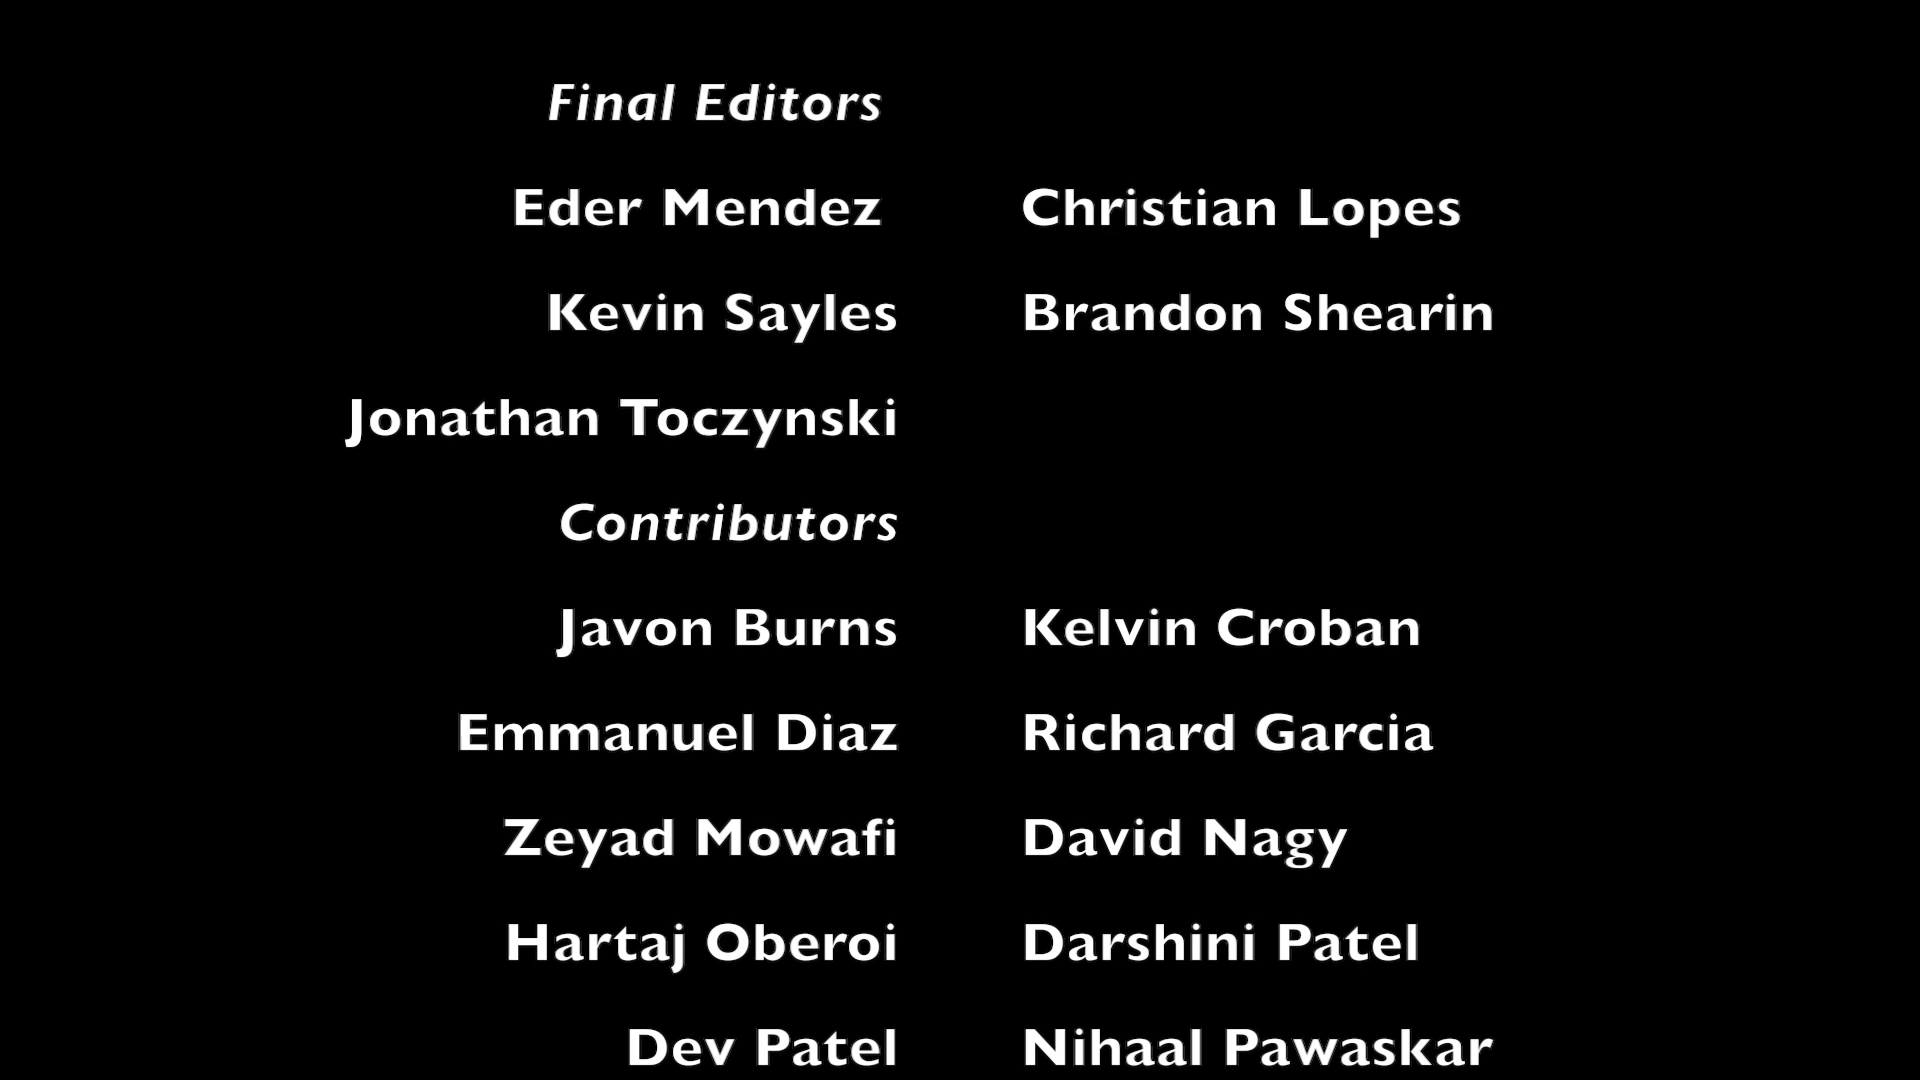 Final Editors
Eder Mendez Christian Lopes
Kevin Sayles Brandon Shearin
Jonathan Toczynski
Contributors
Javon Burns Kelvin Croban
Emmanuel Diaz Richard Garcia
Zeyad Mowafi David Nagy
Hartaj Oberoi Darshini Patel
Dev Patel Nihaal Pawaskar